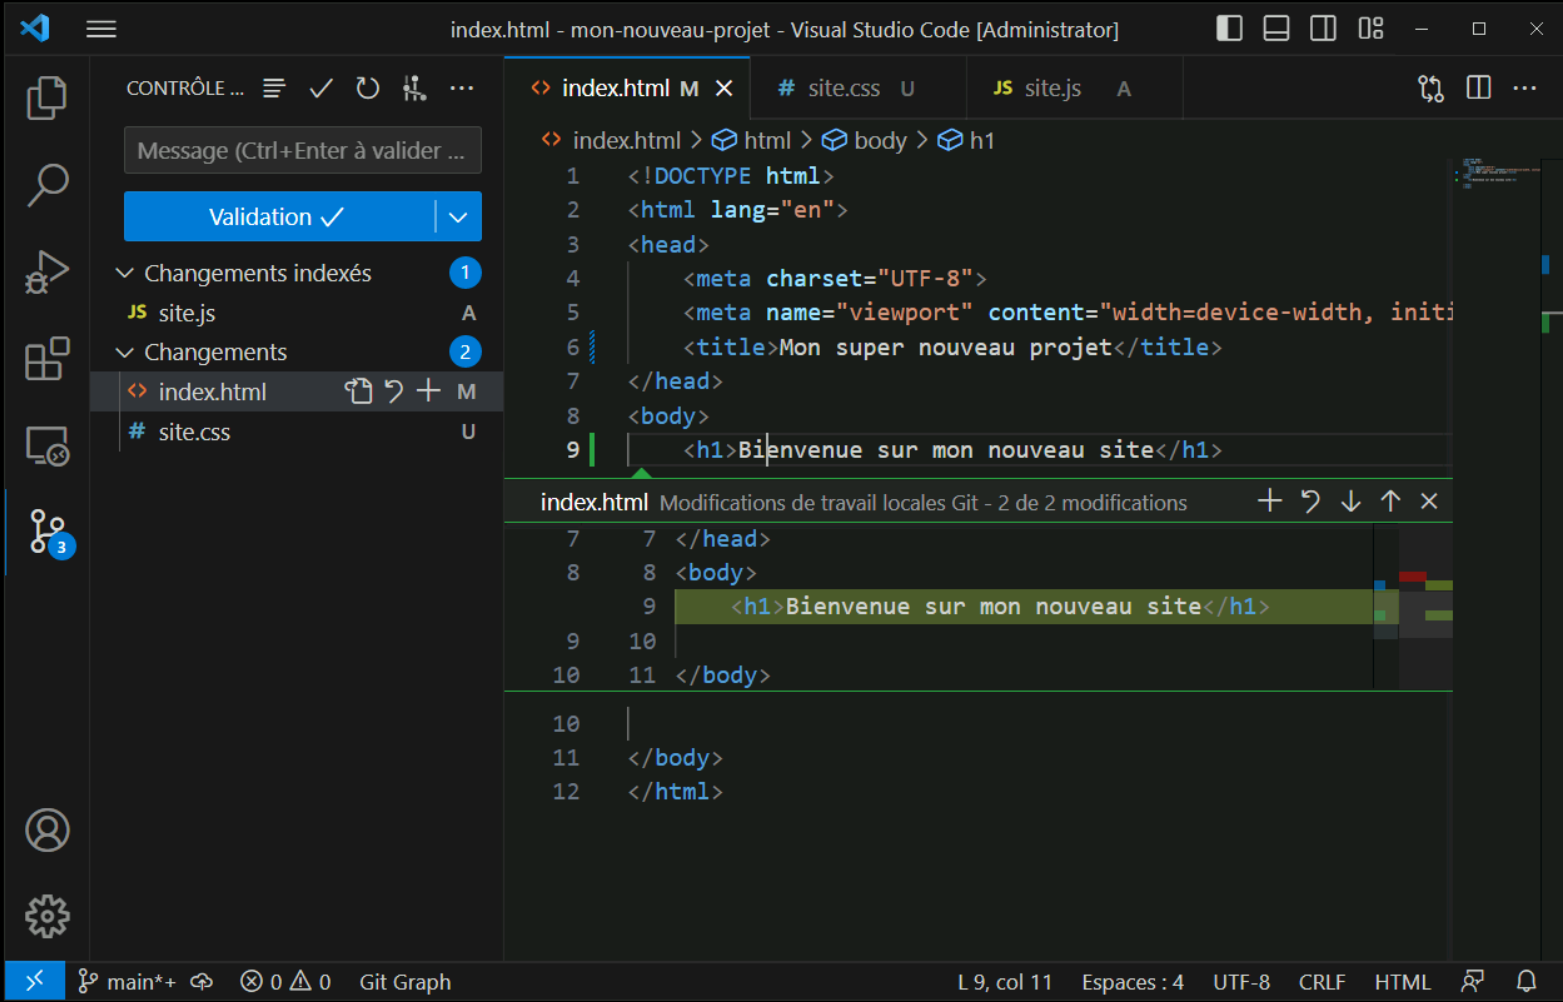 index.html - mon-nouveau-projet - Visual Studio Code [Administrator]
CONTRÔLE ...
Message (Ctrl+Enter à valider ...
Validation
Changements indexés 1
JS site.js A
Changements 2
index.html M
# site.css U
3
index.html M
# site.css U
JS site.js A
index.html > html > body > h1
1 <!DOCTYPE html>
2 <html lang="en">
3 <head>
4 <meta charset="UTF-8">
5 <meta name="viewport" content="width=device-width, initi
6 <title>Mon super nouveau projet</title>
7 </head>
8 <body>
9 <h1>Bienvenue sur mon nouveau site</h1>
index.html Modifications de travail locales Git - 2 de 2 modifications
7 7 </head>
8 8 <body>
9 <h1>Bienvenue sur mon nouveau site</h1>
9 10
10 11 </body>
10
11 </body>
12 </html>
main*+ 0 0 Git Graph L 9, col 11 Espaces : 4 UTF-8 CRLF HTML